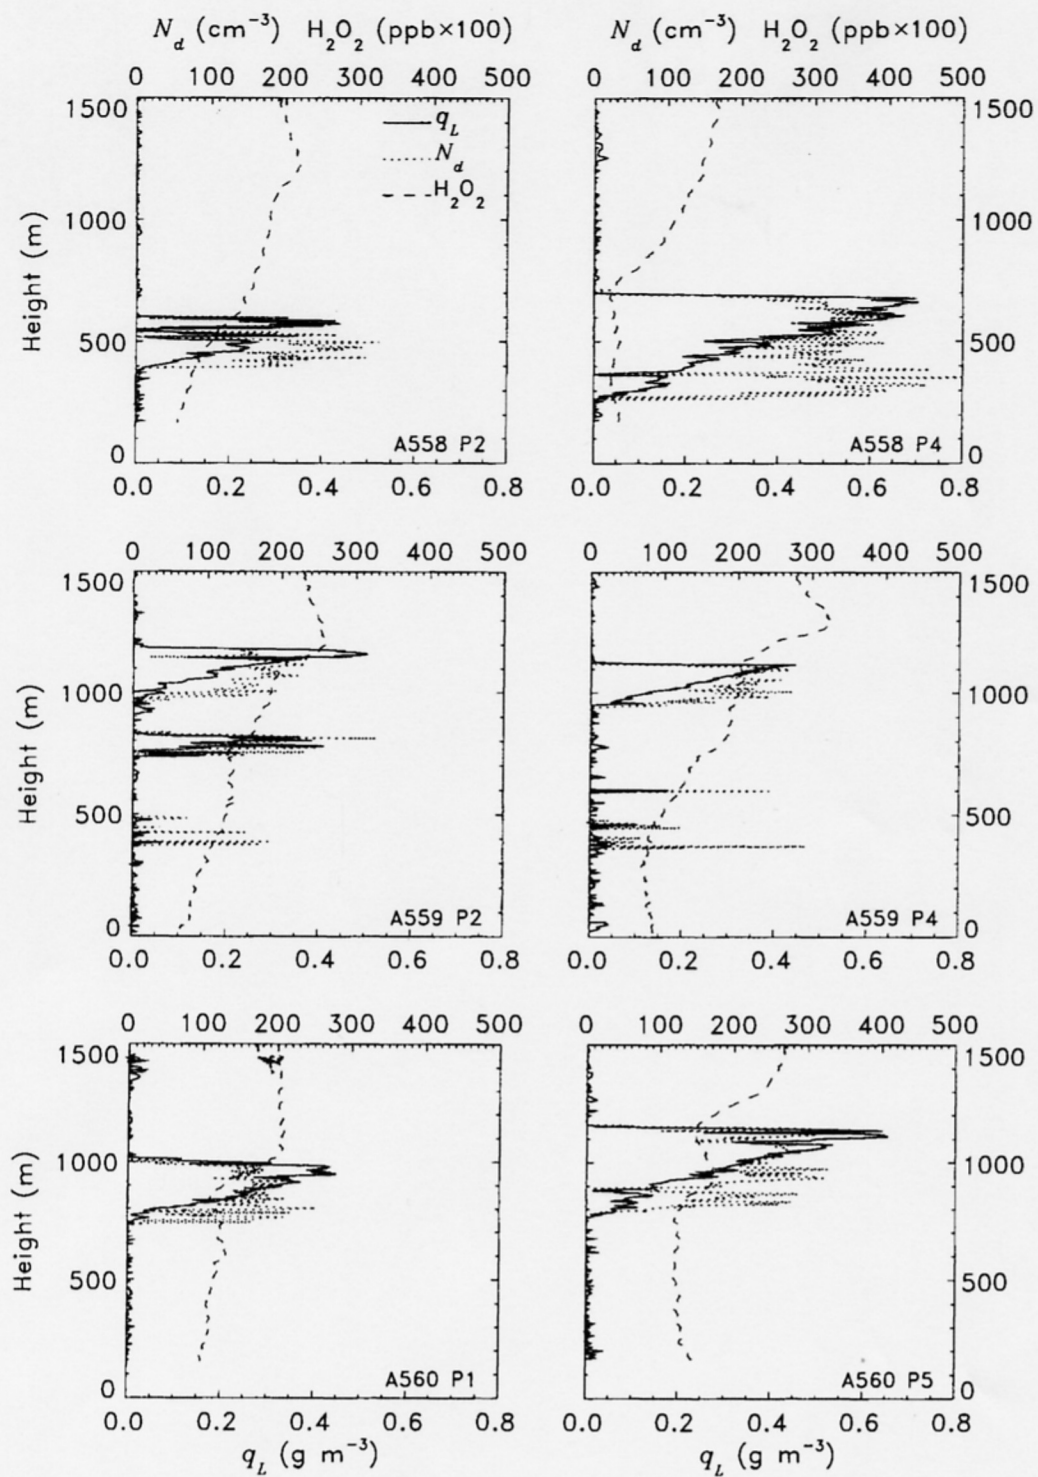 N_d (cm⁻³) H₂O₂ (ppb×100) N_d (cm⁻³) H₂O₂ (ppb×100)
0 100 200 300 400 500 0 100 200 300 400 500
1500 1500
q_L
N_d
H₂O₂
1000 1000
Height (m)
500 500
0 A558 P2 A558 P4 0
0.0 0.2 0.4 0.6 0.8 0.0 0.2 0.4 0.6 0.8
0 100 200 300 400 500 0 100 200 300 400 500
1500 1500
1000 1000
Height (m)
500 500
0 A559 P2 A559 P4 0
0.0 0.2 0.4 0.6 0.8 0.0 0.2 0.4 0.6 0.8
0 100 200 300 400 500 0 100 200 300 400 500
1500 1500
1000 1000
Height (m)
500 500
0 A560 P1 A560 P5 0
0.0 0.2 0.4 0.6 0.8 0.0 0.2 0.4 0.6 0.8
q_L (g m⁻³) q_L (g m⁻³)